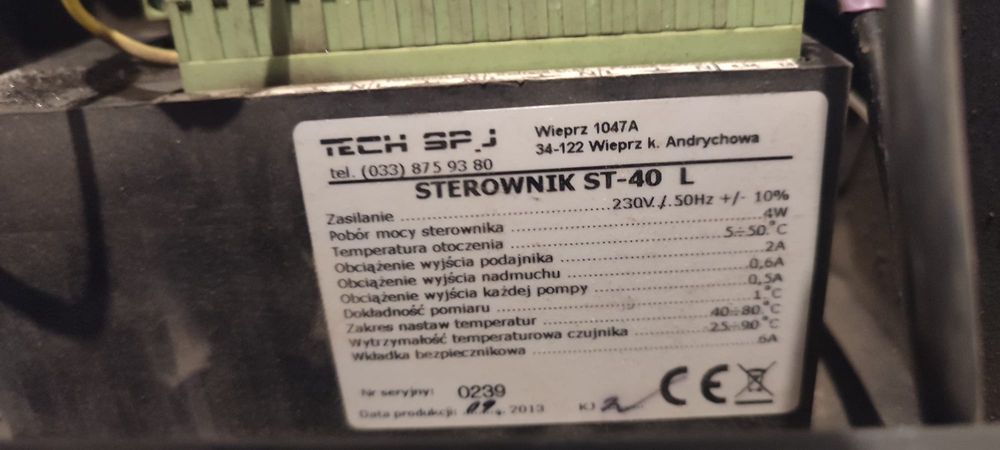 TECH SP.J
Wieprz 1047A
34-122 Wieprz k. Andrychowa
tel. (033) 875 93 80
STEROWNIK ST-40 L
Zasilanie 230V / 50Hz +/- 10%
Pobór mocy sterownika 4W
Temperatura otoczenia 5÷50 °C
Obciążenie wyjścia podajnika 2A
Obciążenie wyjścia nadmuchu 0,6A
Obciążenie wyjścia każdej pompy 0,5A
Dokładność pomiaru 1 °C
Zakres nastaw temperatur 40÷80 °C
Wytrzymałość temperaturowa czujnika 25÷90 °C
Wkładka bezpiecznikowa 6A
Nr seryjny: 0239
Data produkcji: 2013 KJ
CE